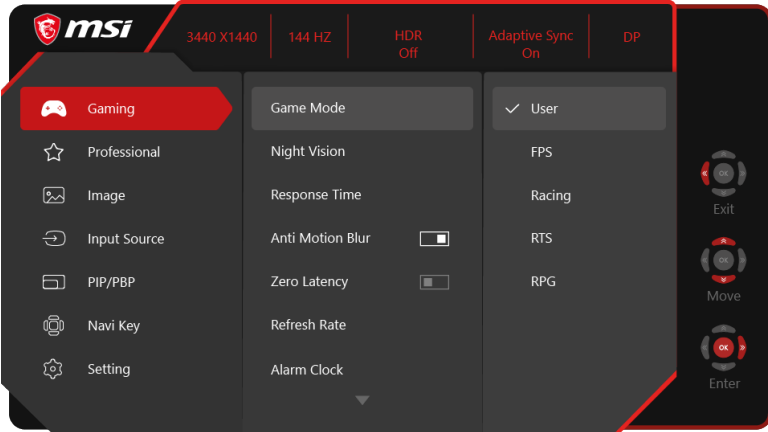 msi
3440 X1440
144 HZ
HDR
Off
Adaptive Sync
On
DP
Gaming
Professional
Image
Input Source
PIP/PBP
Navi Key
Setting
Game Mode
Night Vision
Response Time
Anti Motion Blur
Zero Latency
Refresh Rate
Alarm Clock
User
FPS
Racing
RTS
RPG
OK
Exit
OK
Move
OK
Enter